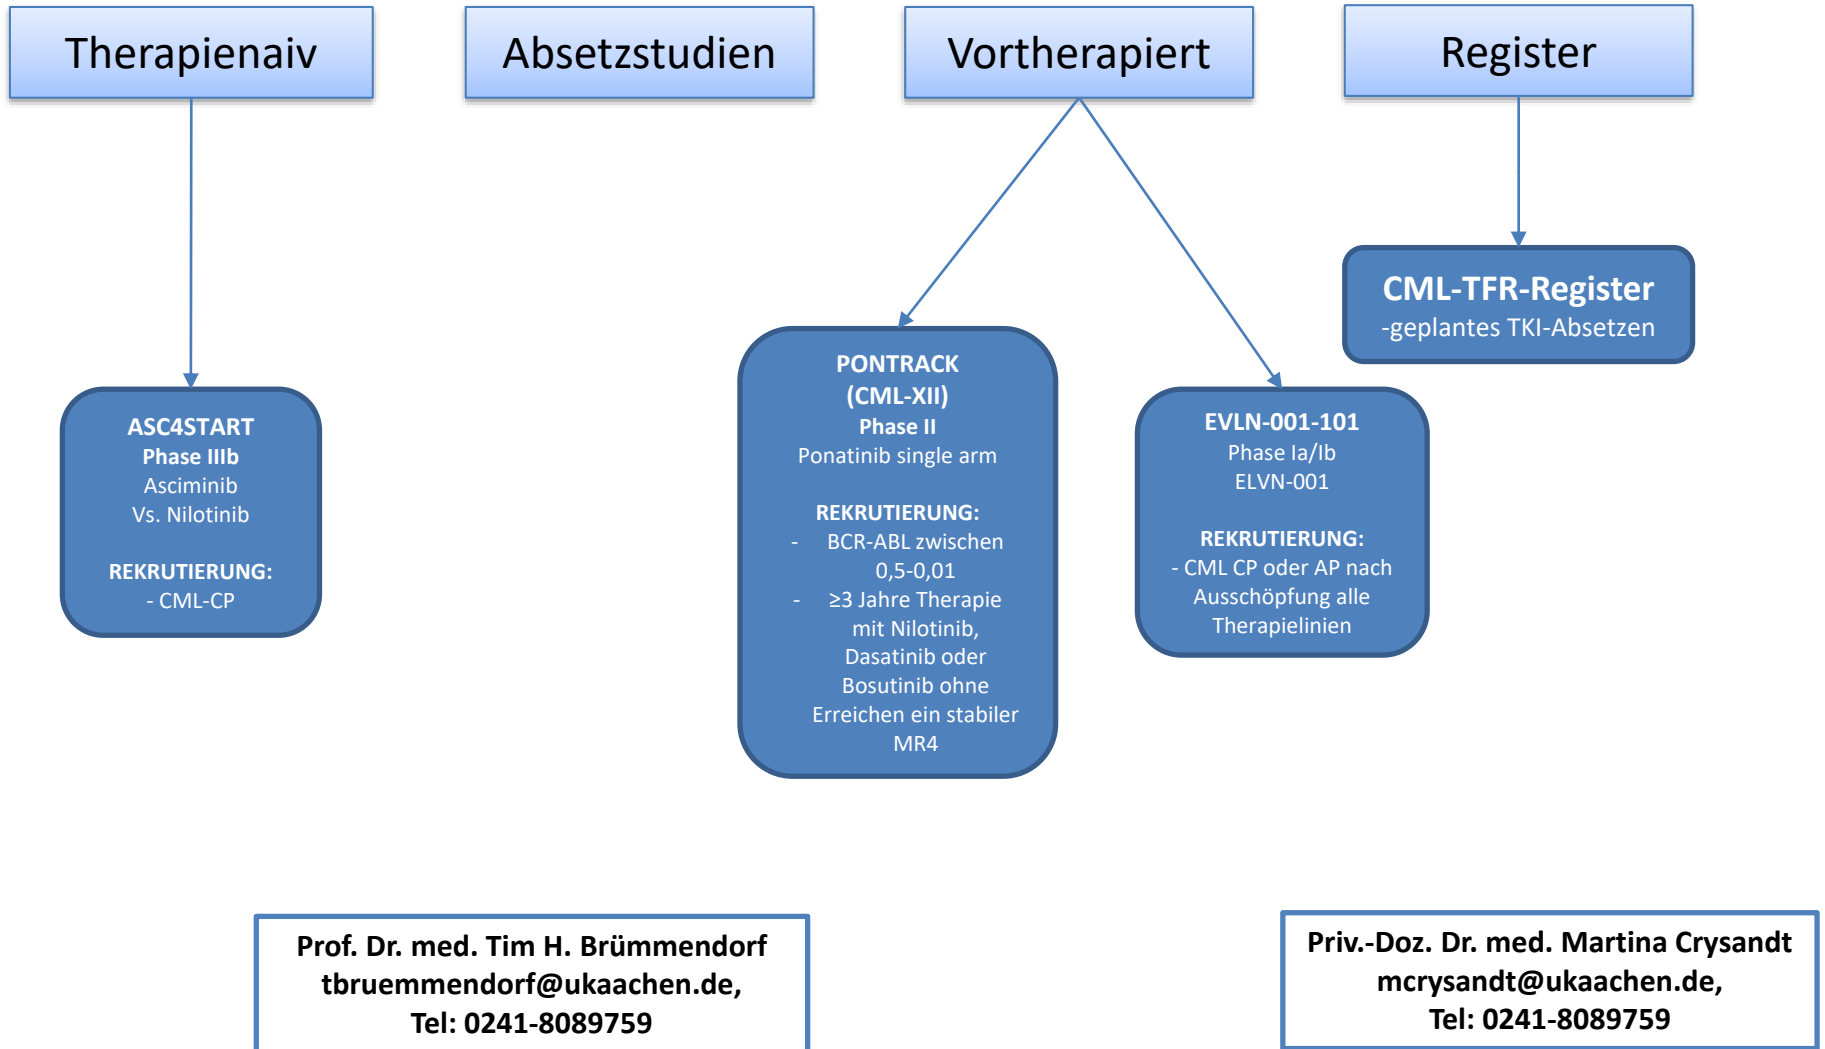 Therapienaiv
Absetzstudien
Vortherapiert
Register
CML-TFR-Register
-geplantes TKI-Absetzen
PONTRACK
(CML-XII)
Phase II
Ponatinib single arm
REKRUTIERUNG:
- BCR-ABL zwischen
0,5-0,01
- ≥3 Jahre Therapie
mit Nilotinib,
Dasatinib oder
Bosutinib ohne
Erreichen ein stabiler
MR4
ASC4START
Phase IIIb
Asciminib
Vs. Nilotinib
REKRUTIERUNG:
- CML-CP
EVLN-001-101
Phase Ia/Ib
ELVN-001
REKRUTIERUNG:
- CML CP oder AP nach
Ausschöpfung alle
Therapielinien
Prof. Dr. med. Tim H. Brümmendorf
tbruemmendorf@ukaachen.de,
Tel: 0241-8089759
Priv.-Doz. Dr. med. Martina Crysandt
mcrysandt@ukaachen.de,
Tel: 0241-8089759